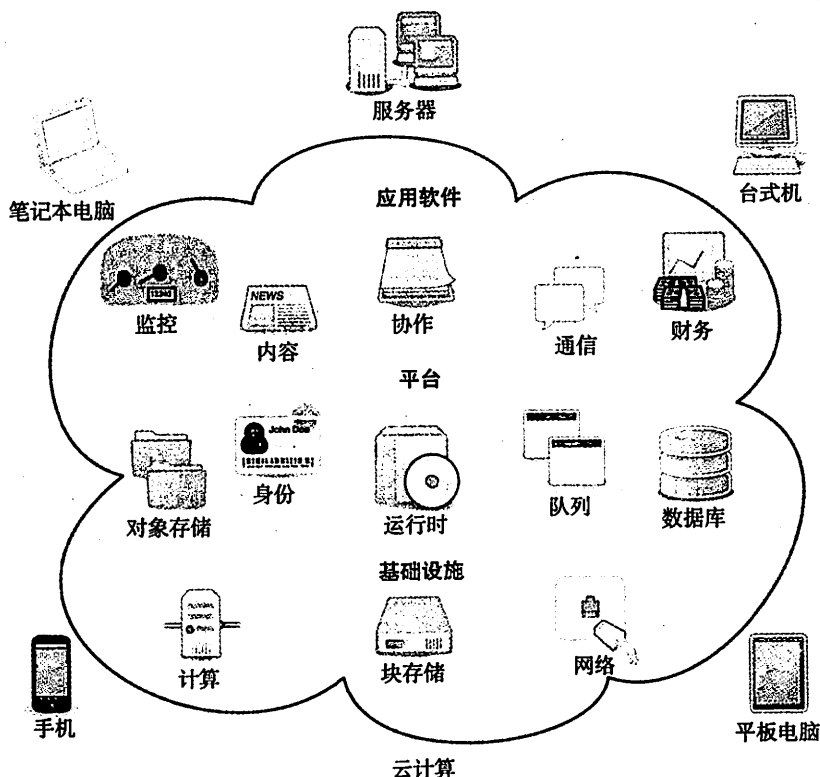 服务器
笔记本电脑
台式机
应用软件
监控
NEWS
内容
协作
通信
财务
平台
John Doe
对象存储
身份
运行时
队列
数据库
基础设施
计算
块存储
网络
手机
平板电脑
云计算